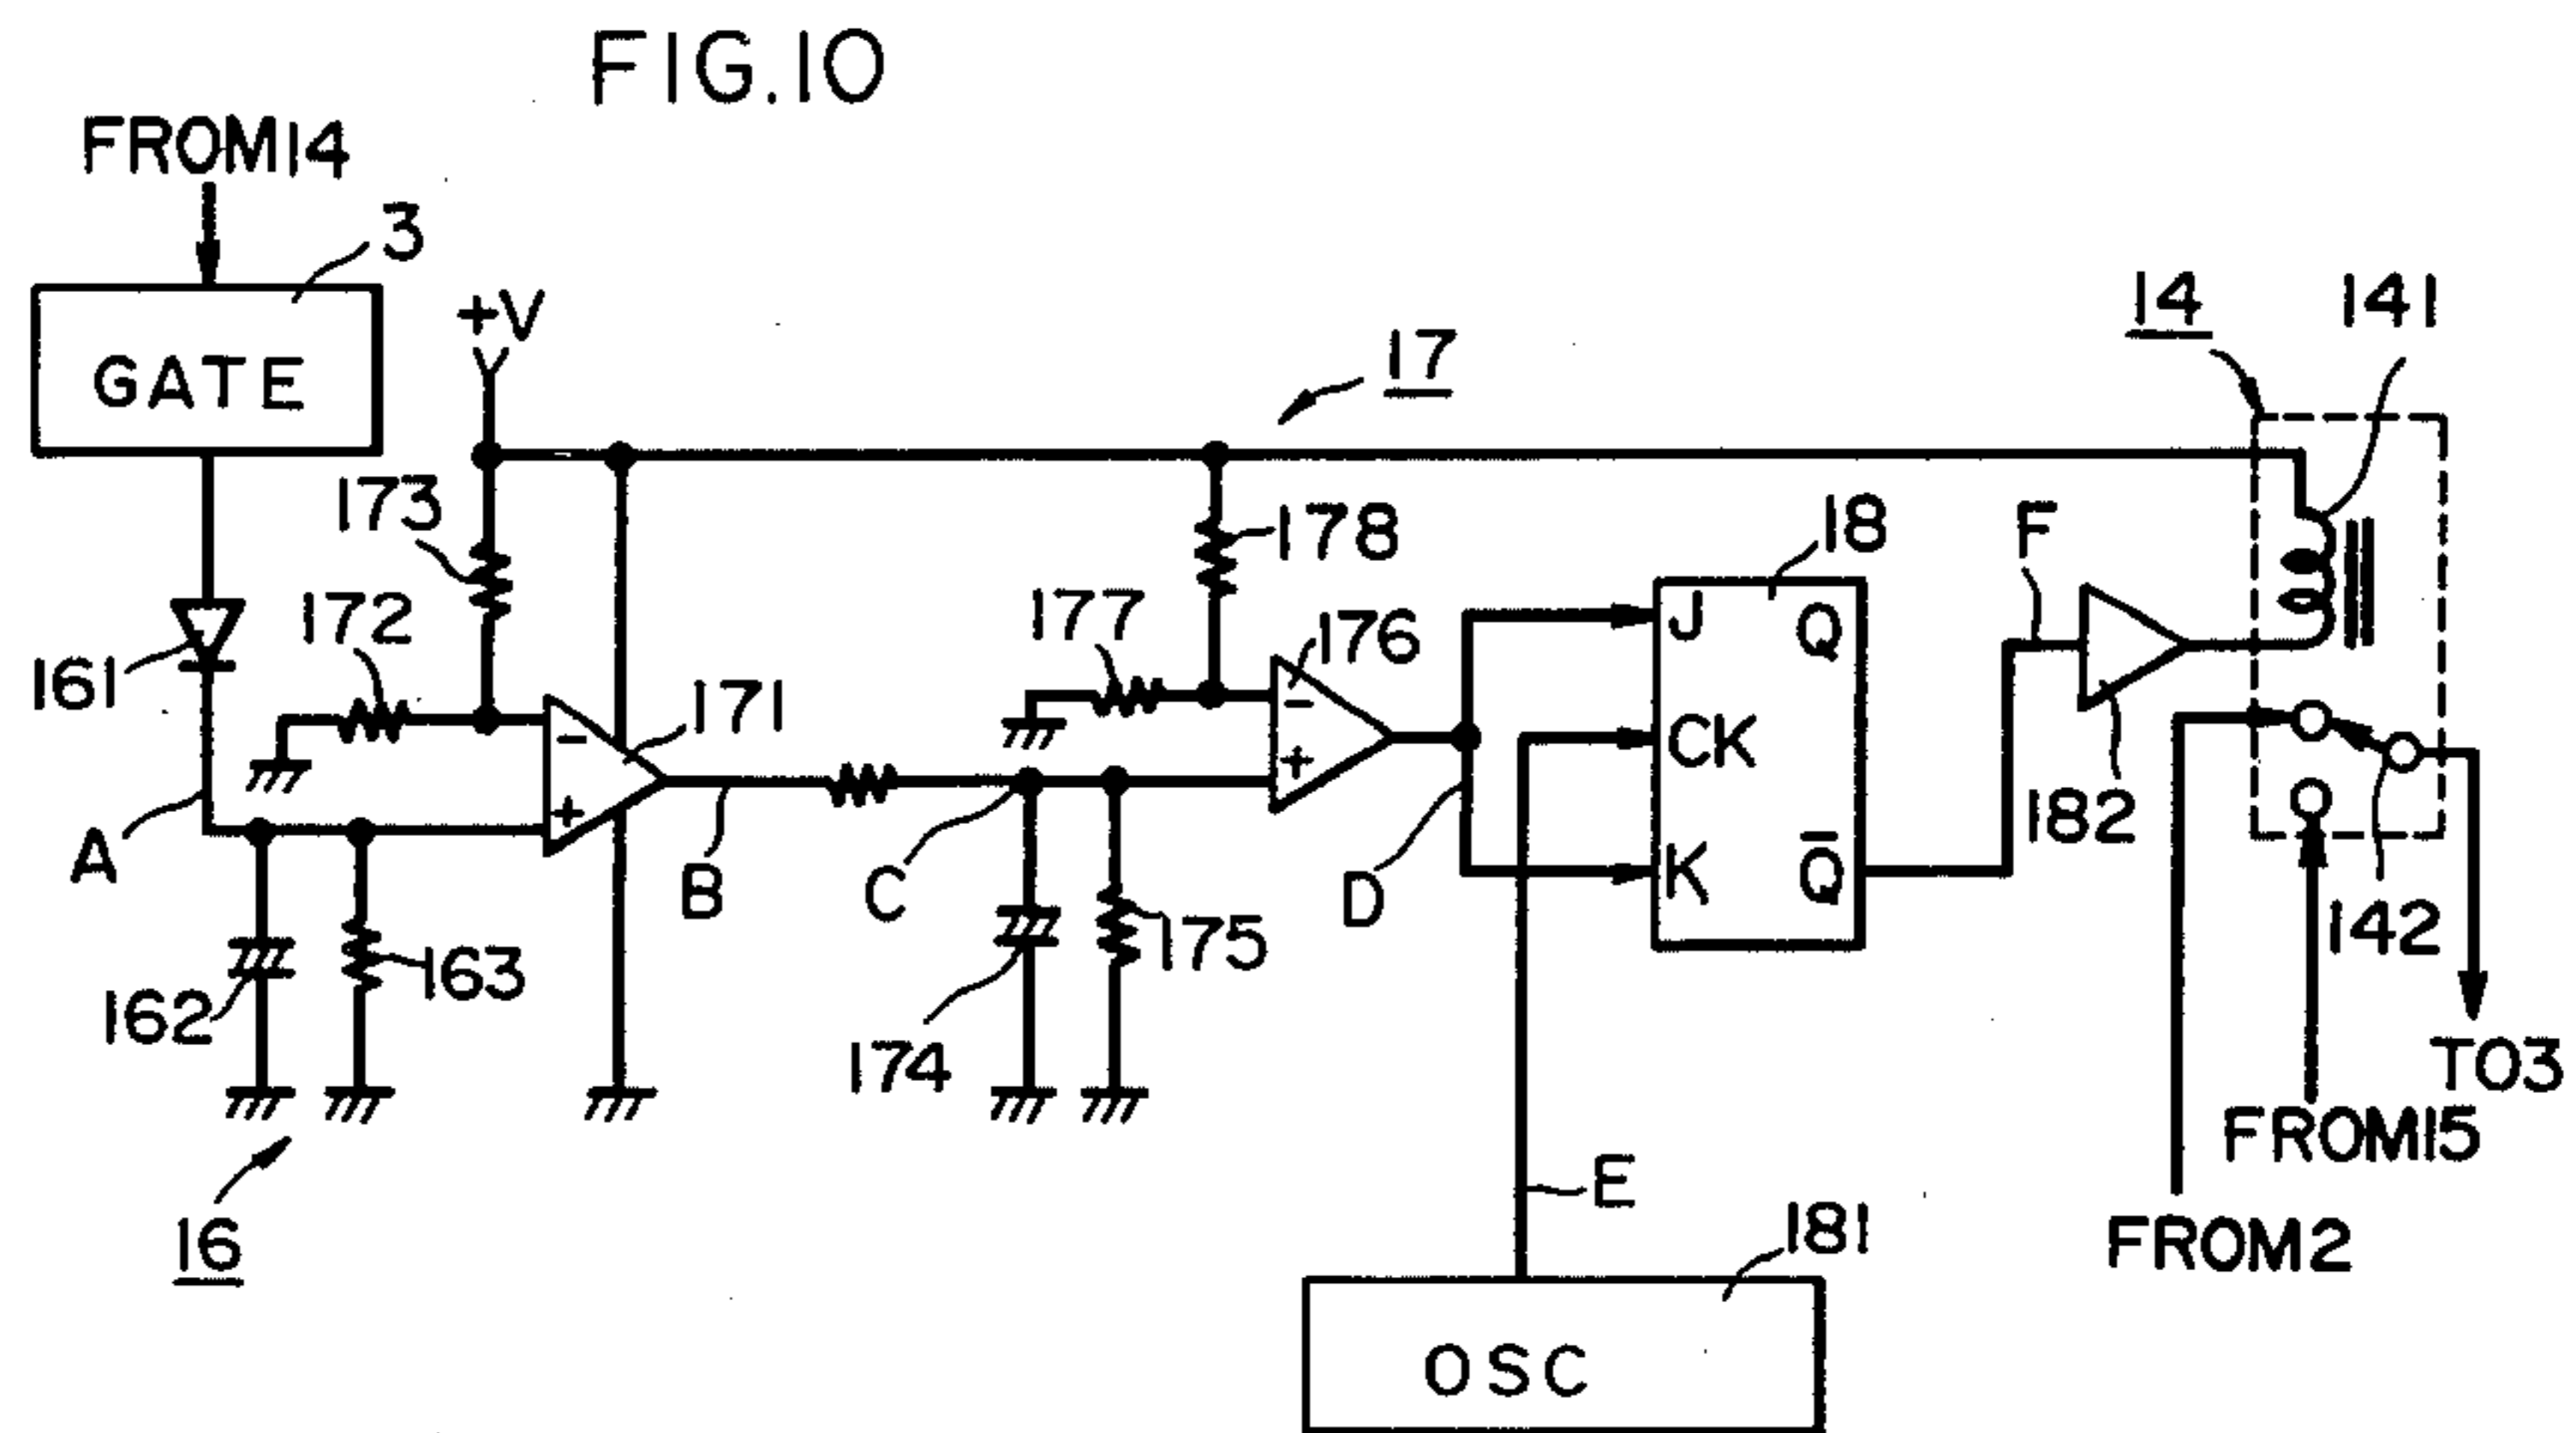 FIG.10
FROM14
3
GATE
+V
17
14
141
173
178
18
F
172
177
176
J
Q
161
171
CK
182
A
B
C
D
K
Q̅
142
162
163
174
175
TO3
FROM15
16
E
181
FROM2
OSC
-
+
-
+